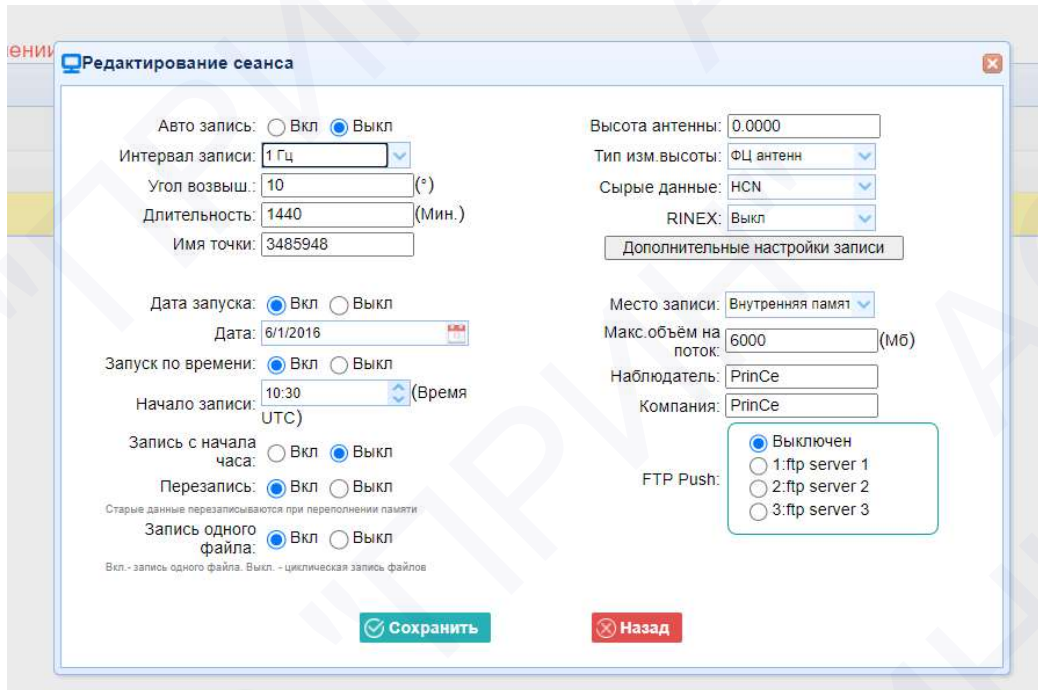 ении
Редактирование сеанса
Авто запись: Вкл Выкл
Интервал записи: 1 Гц
Угол возвыш.: 10 (°)
Длительность: 1440 (Мин.)
Имя точки: 3485948
Высота антенны: 0.0000
Тип изм.высоты: ФЦ антенн
Сырые данные: HCN
RINEX: Выкл
Дополнительные настройки записи
Дата запуска: Вкл Выкл
Дата: 6/1/2016
Запуск по времени: Вкл Выкл
Начало записи: 10:30 (Время
UTC)
Запись с начала
часа: Вкл Выкл
Перезапись: Вкл Выкл
Старые данные перезаписываются при переполнении памяти
Запись одного
файла: Вкл Выкл
Вкл.- запись одного файла. Выкл. - циклическая запись файлов
Место записи: Внутренняя памят
Макс.объём на
поток: 6000 (Мб)
Наблюдатель: PrinCe
Компания: PrinCe
FTP Push:
Выключен
1:ftp server 1
2:ftp server 2
3:ftp server 3
Сохранить
Назад